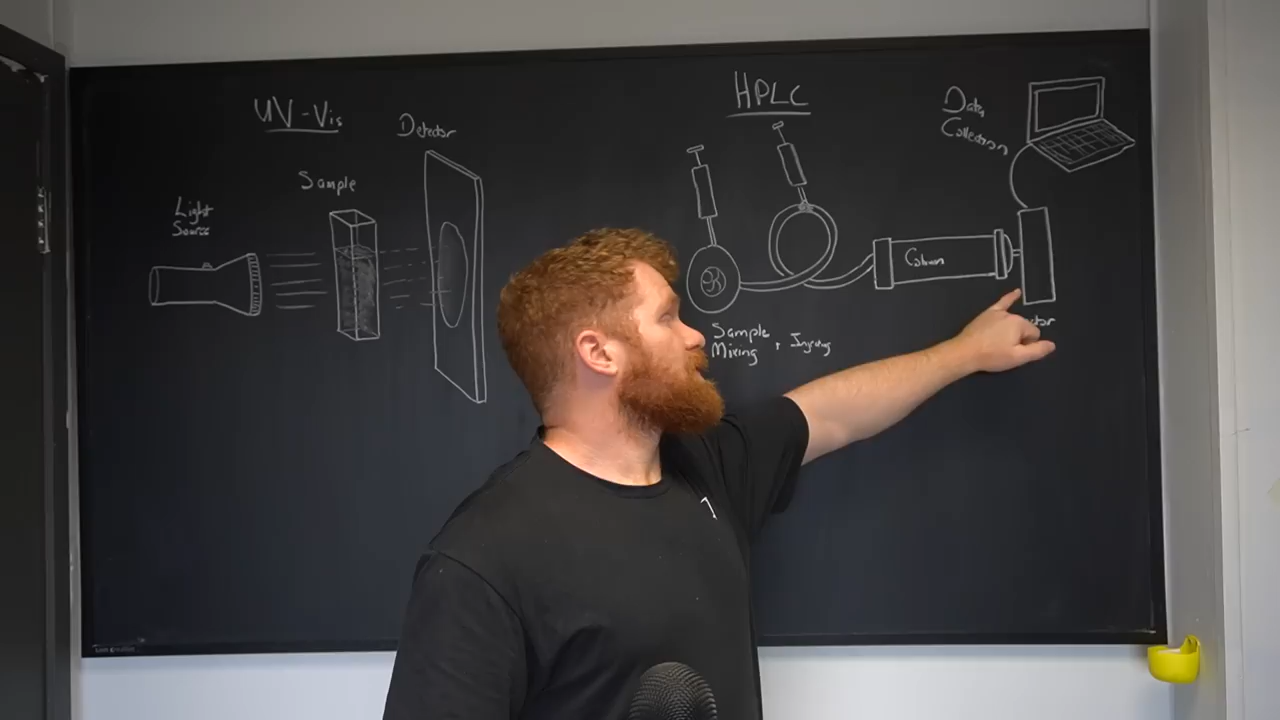 UV-Vis
Detector
Sample
Light
Source
HPLC
Data
Collection
Column
Sample
Mixing + Injecting